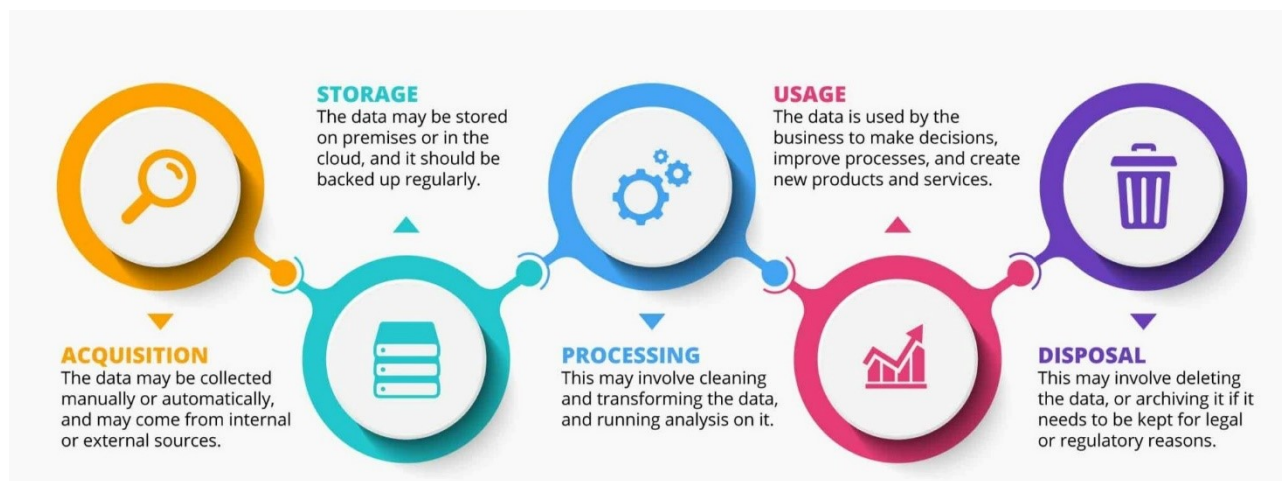 ACQUISITION
The data may be collected
manually or automatically,
and may come from internal
or external sources.
STORAGE
The data may be stored
on premises or in the
cloud, and it should be
backed up regularly.
PROCESSING
This may involve cleaning
and transforming the data,
and running analysis on it.
USAGE
The data is used by the
business to make decisions,
improve processes, and create
new products and services.
DISPOSAL
This may involve deleting
the data, or archiving it if it
needs to be kept for legal
or regulatory reasons.